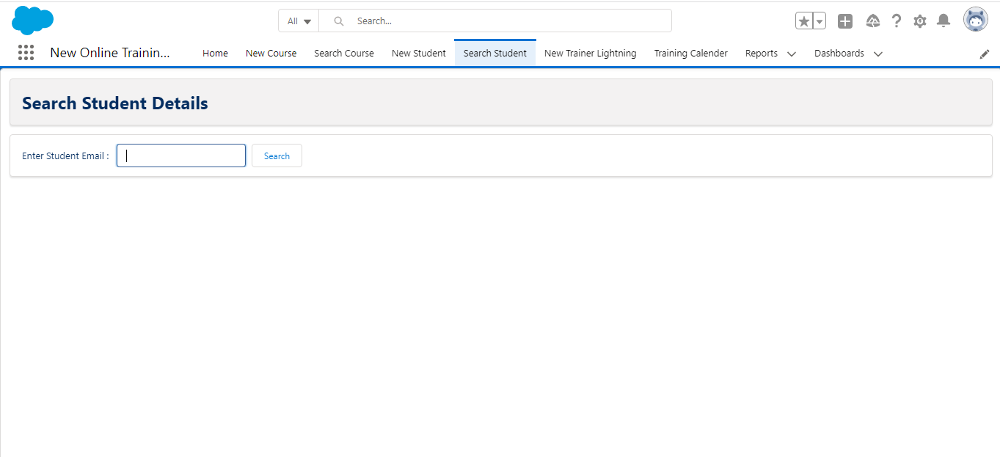 All
Search...
New Online Trainin...
Home
New Course
Search Course
New Student
Search Student
New Trainer Lightning
Training Calender
Reports
Dashboards
Search Student Details
Enter Student Email :
Search